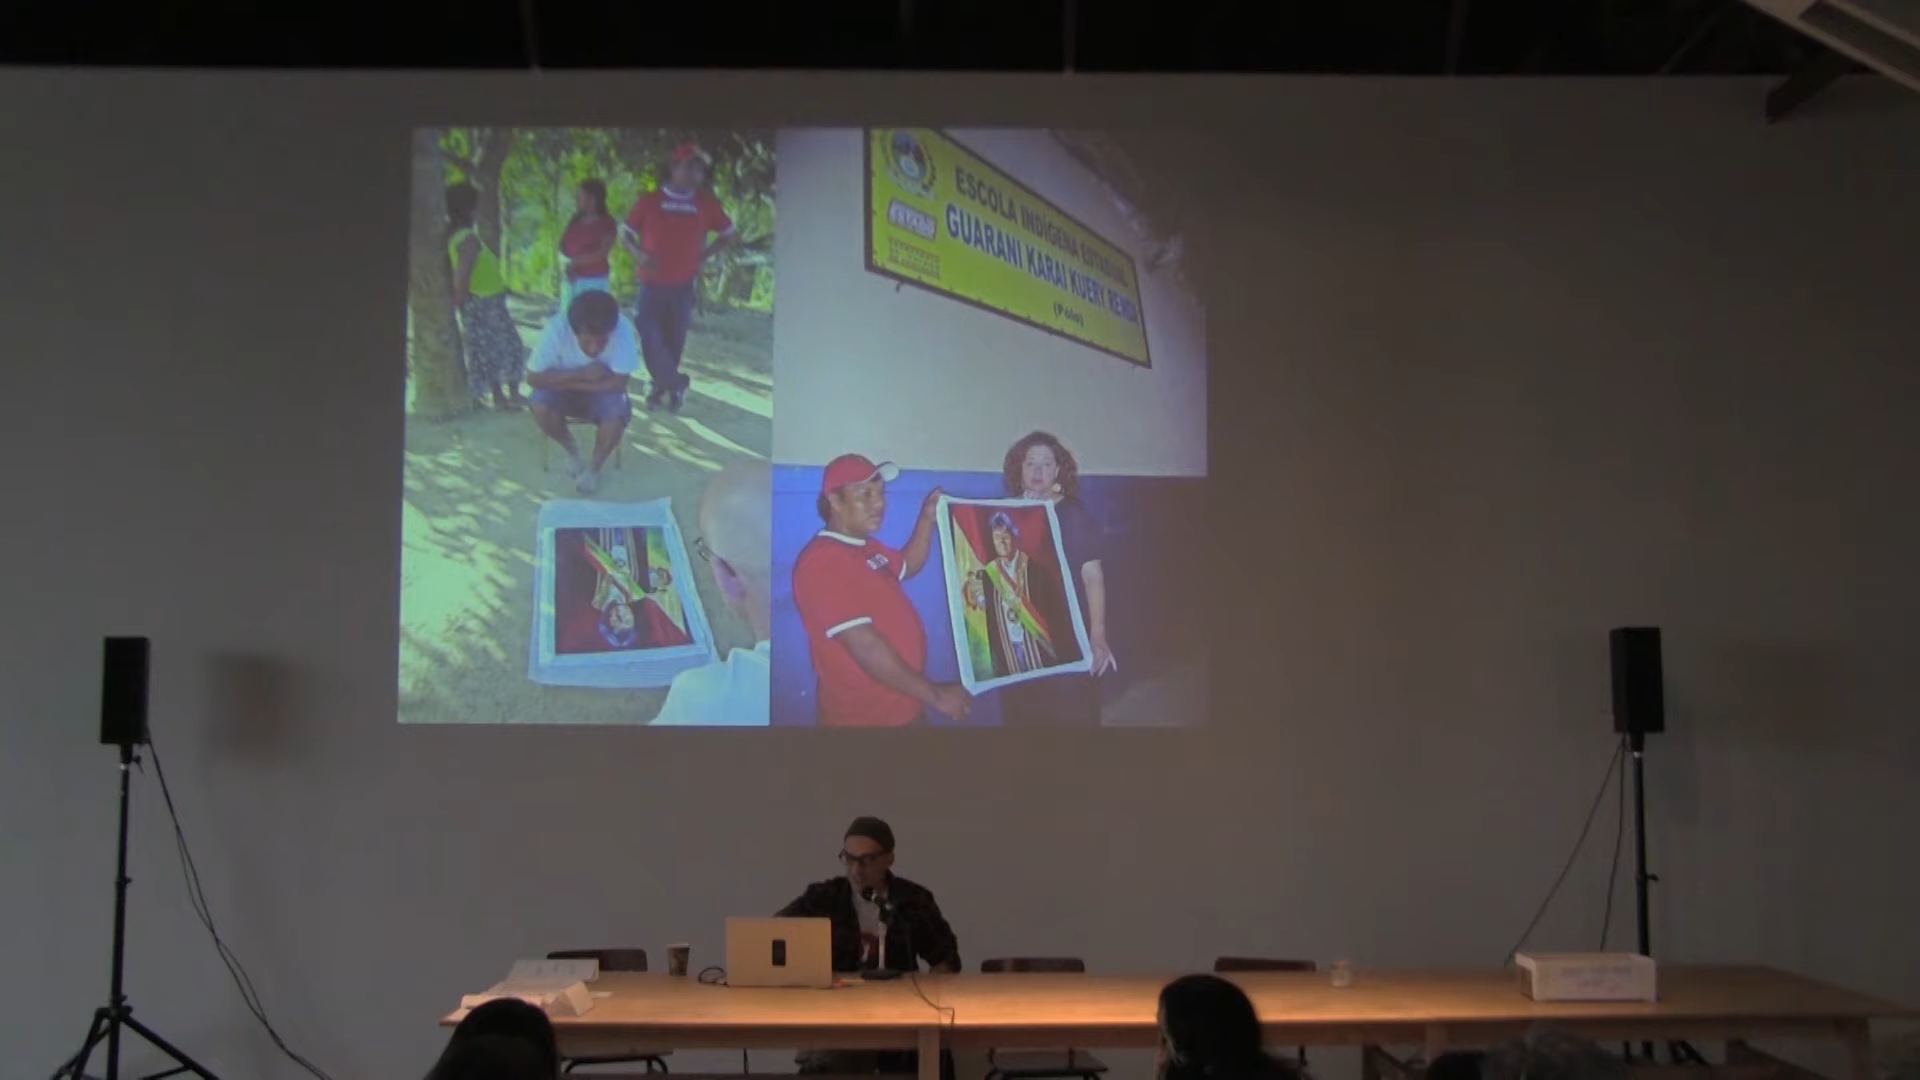 ESCOLA INDÍGENA ESTADUAL
GUARANI KARAI KUERY RENDA
(Polo)